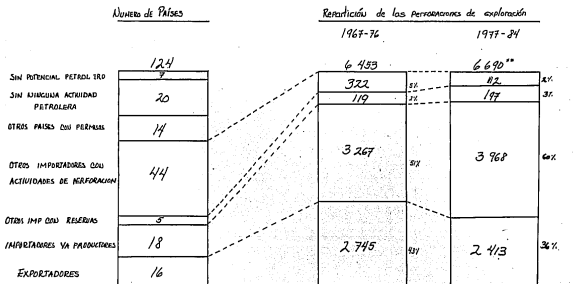 NUMERO DE PAÍSES
Repartición de las perforaciones de exploración
1967-76
1977-84
124
6 453
6 690**
SIN POTENCIAL PETROLERO
7
322
5%
112
2%
SIN NINGUNA ACTIVIDAD
PETROLERA
20
119
2%
197
3%
OTROS PAISES CON PERMISOS
14
OTROS IMPORTADORES CON
ACTIVIDADES DE PERFORACION
44
3 267
51%
3 968
60%
OTROS IMP CON RESERVAS
5
IMPORTADORES YA PRODUCTORES
18
2 745
43%
2 413
36%
EXPORTADORES
16